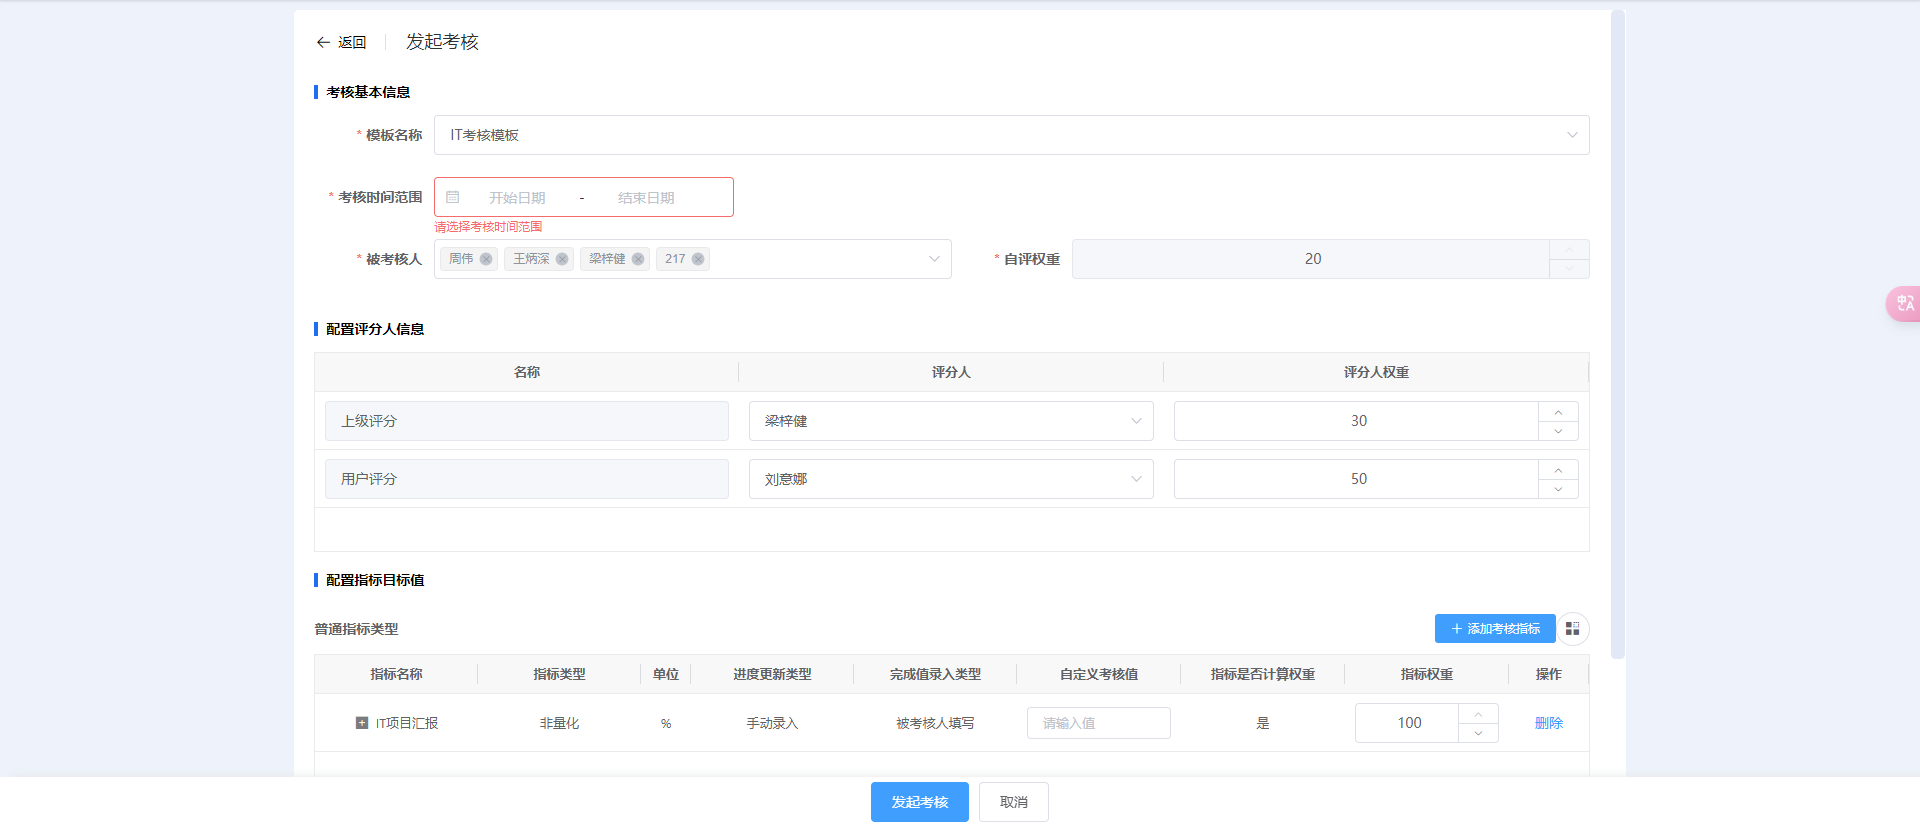 返回 发起考核
考核基本信息
* 模板名称 IT考核模板
* 考核时间范围 开始日期 - 结束日期
请选择考核时间范围
* 被考核人 周伟 王炳深 梁梓健 217 * 自评权重 20
配置评分人信息
名称 评分人 评分人权重
上级评分 梁梓健 30
用户评分 刘意娜 50
配置指标目标值
普通指标类型 + 添加考核指标
指标名称 指标类型 单位 进度更新类型 完成值录入类型 自定义考核值 指标是否计算权重 指标权重 操作
IT项目汇报 非量化 % 手动录入 被考核人填写 请输入值 是 100 删除
发起考核 取消